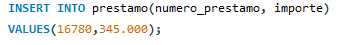 INSERT INTO prestamo(numero_prestamo, importe)
VALUES(16780,345.000);